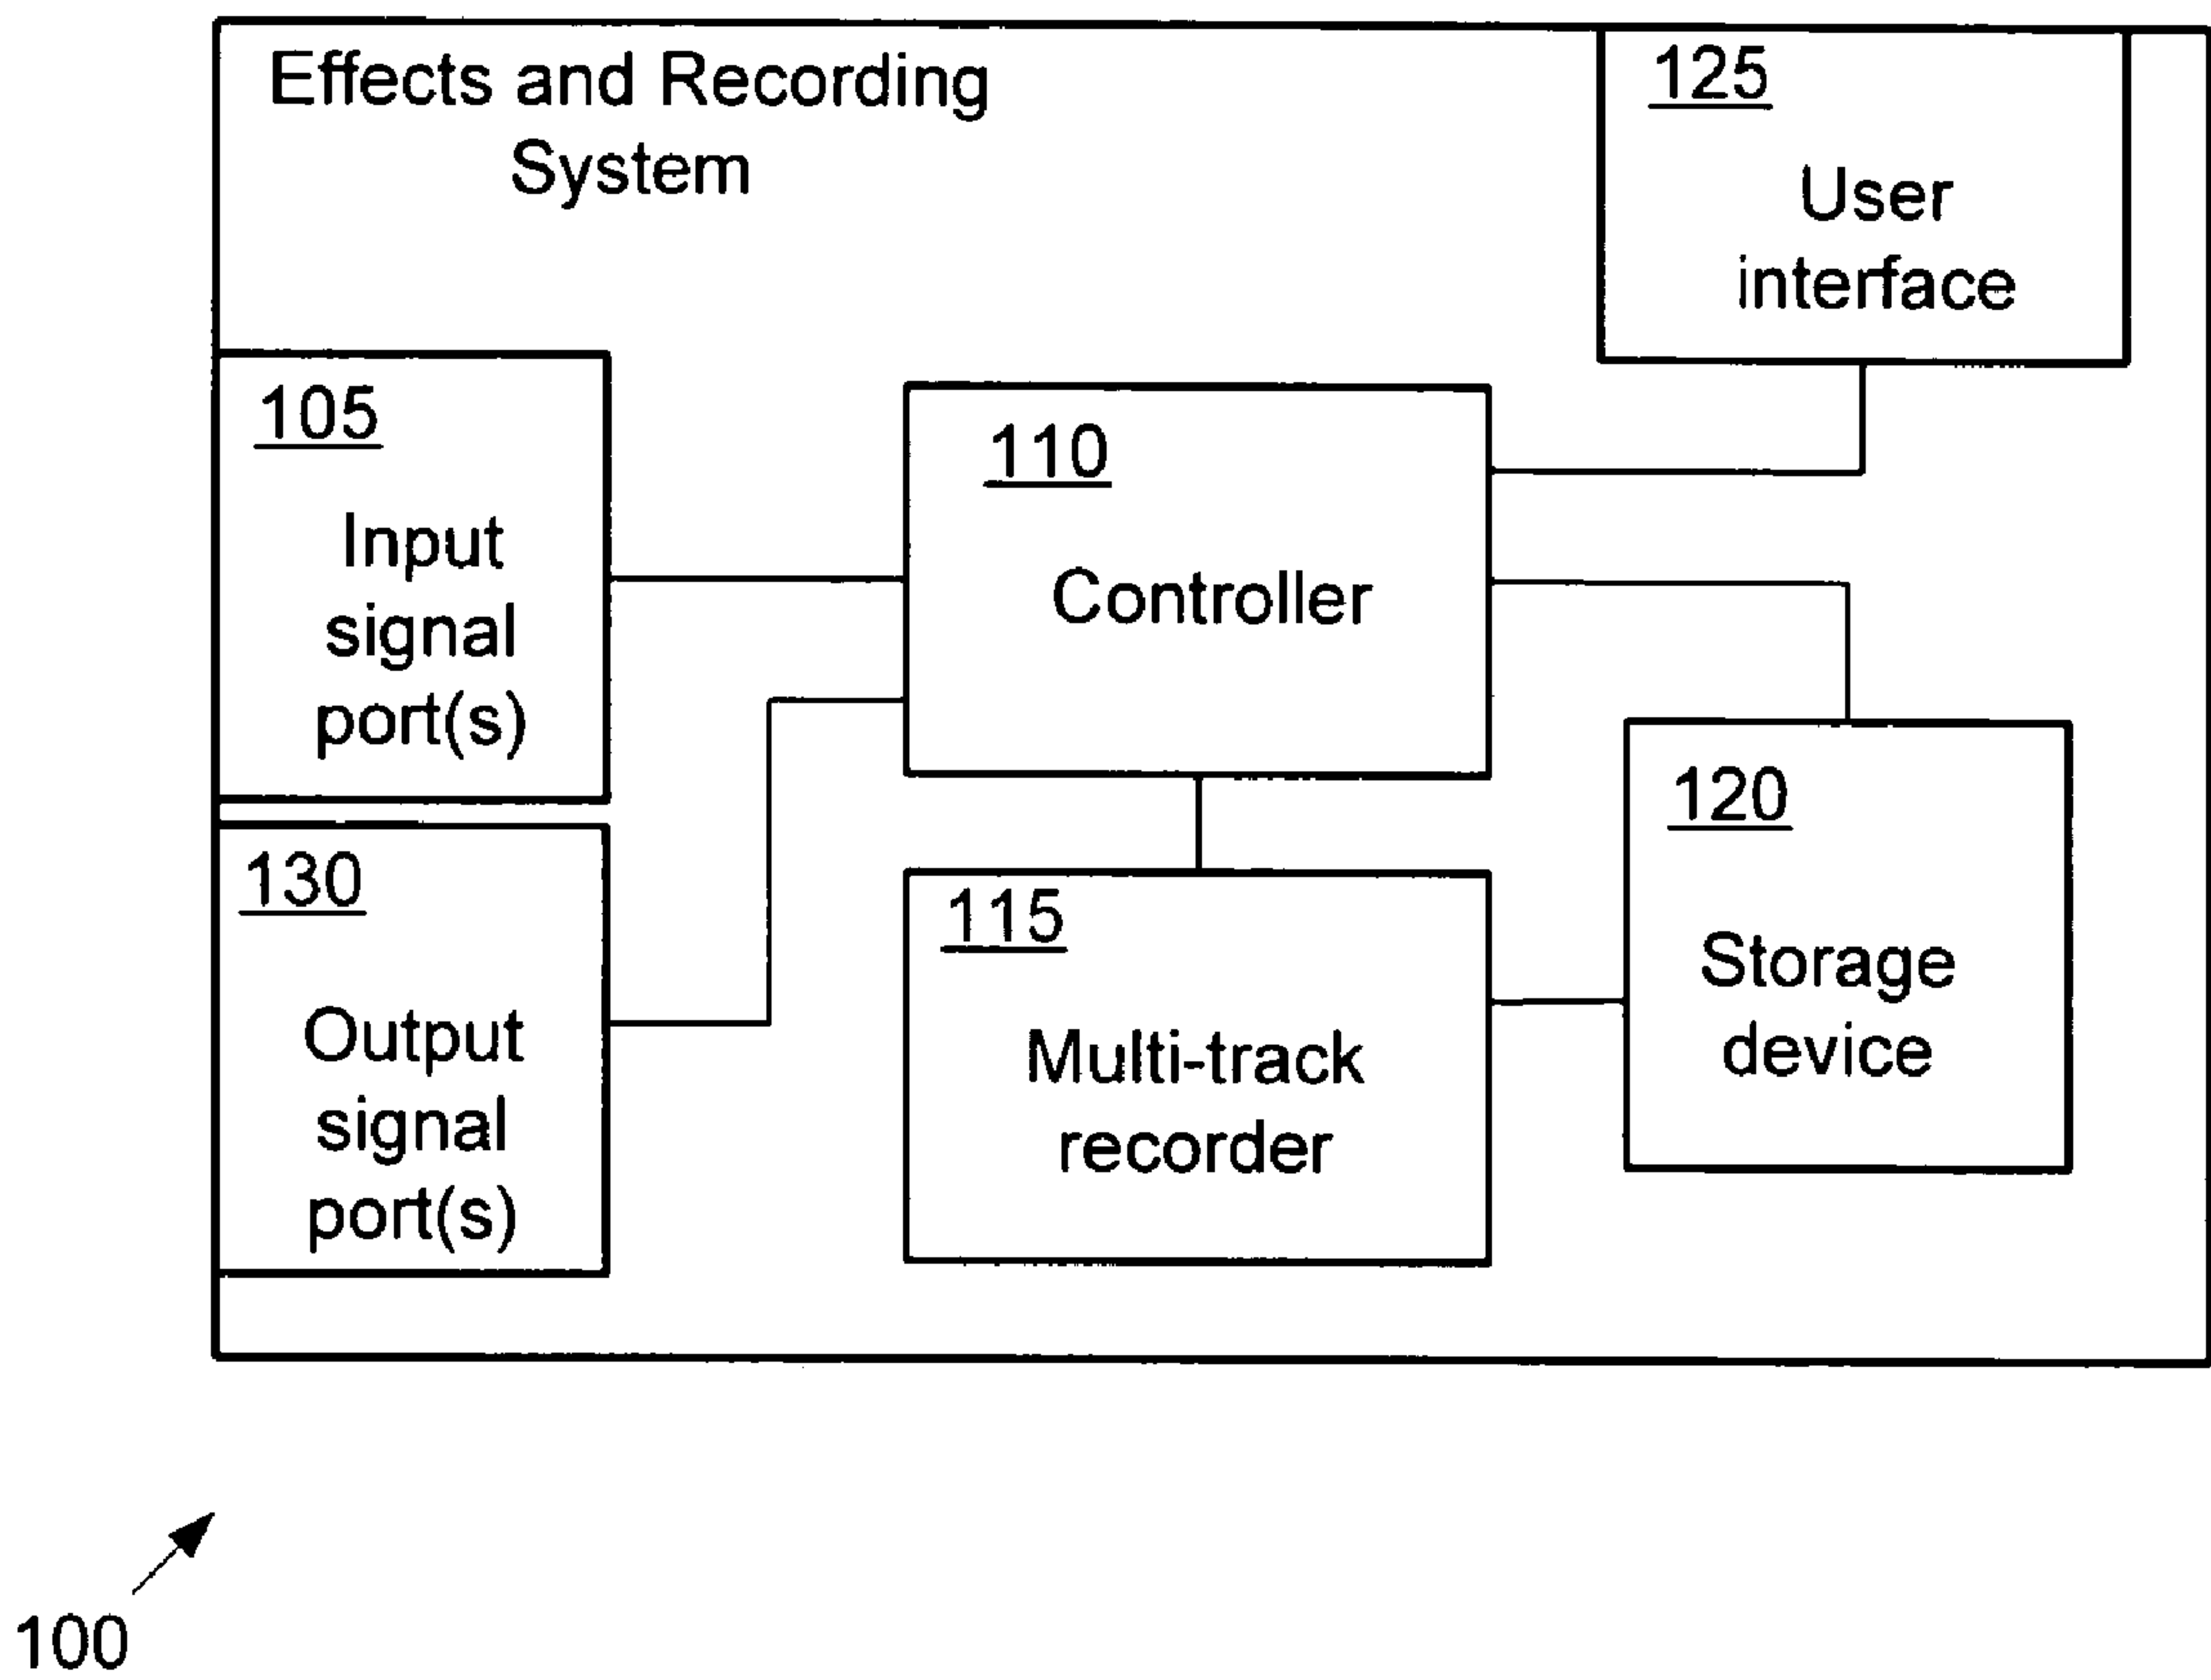 Effects and Recording
System
125
User
interface
105
Input
signal
port(s)
110
Controller
120
Storage
device
130
Output
signal
port(s)
115
Multi-track
recorder
100